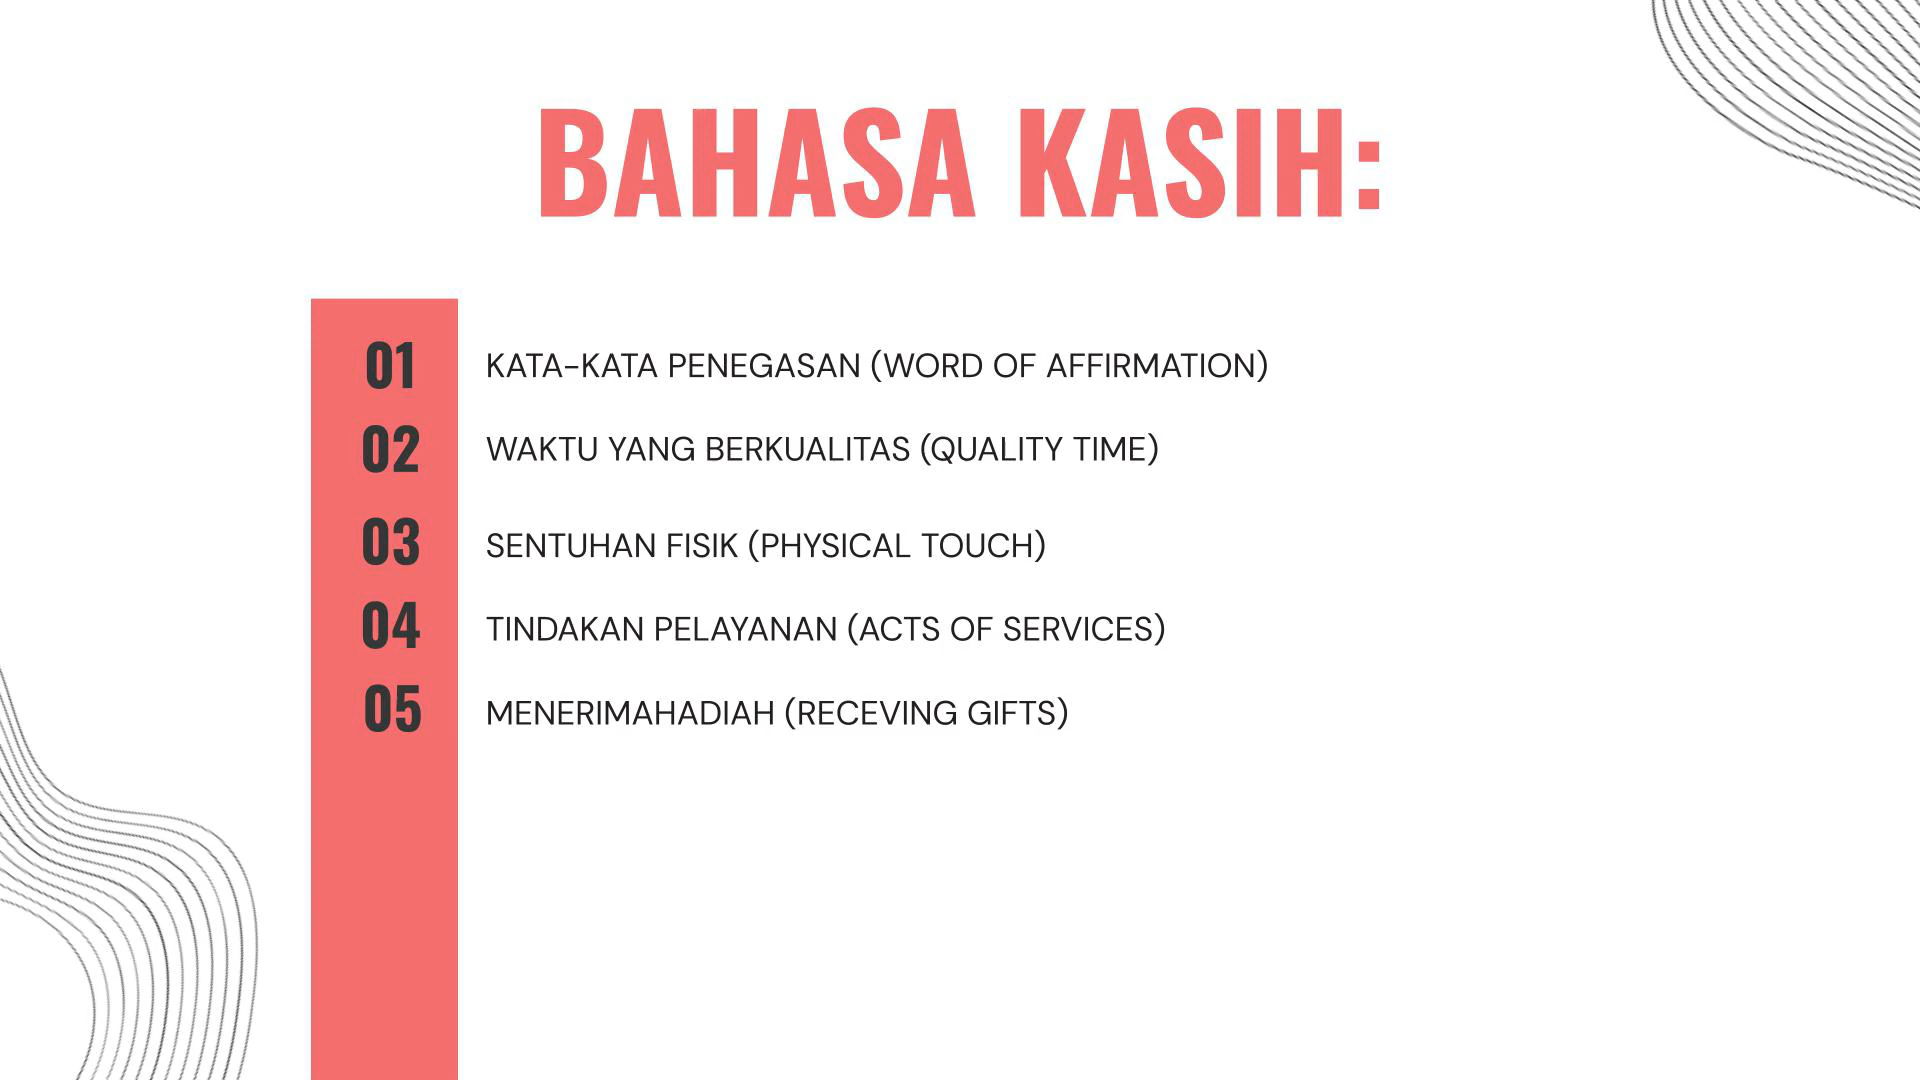 BAHASA KASIH:
01 KATA-KATA PENEGASAN (WORD OF AFFIRMATION)
02 WAKTU YANG BERKUALITAS (QUALITY TIME)
03 SENTUHAN FISIK (PHYSICAL TOUCH)
04 TINDAKAN PELAYANAN (ACTS OF SERVICES)
05 MENERIMAHADIAH (RECEVING GIFTS)